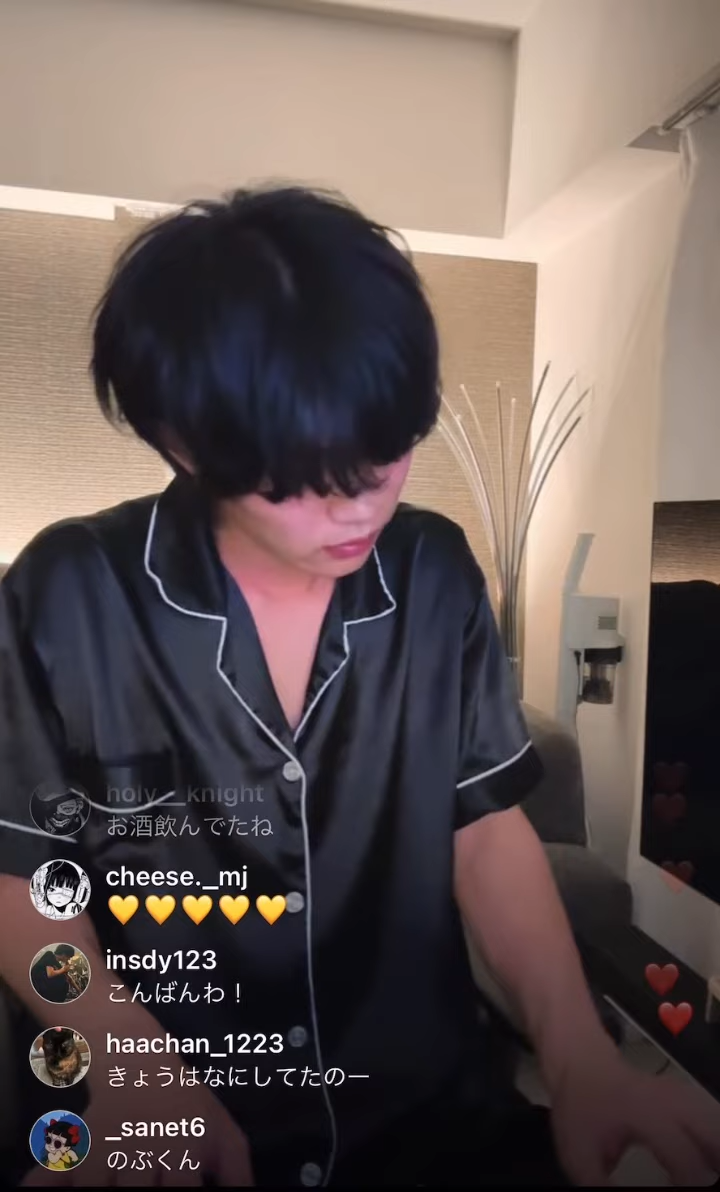 holy__knight
お酒飲んでたね
cheese._mj
💛💛💛💛💛
insdy123
こんばんわ！
haachan_1223
きょうはなにしてたのー
_sanet6
のぶくん